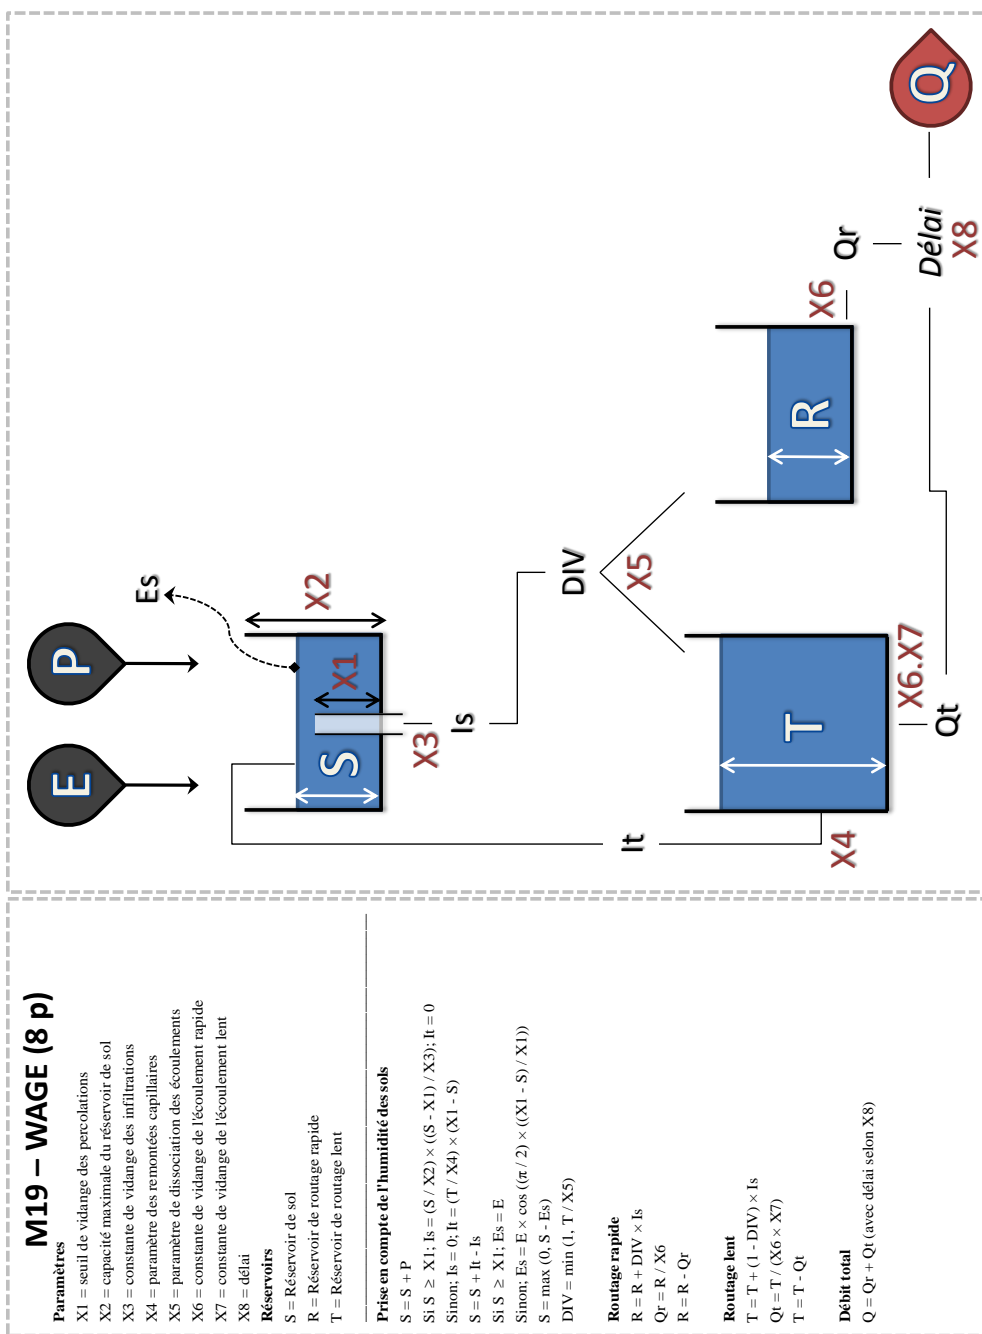 M19 – WAGE (8 p)
Paramètres
X1 = seuil de vidange des percolations
X2 = capacité maximale du réservoir de sol
X3 = constante de vidange des infiltrations
X4 = paramètre des remontées capillaires
X5 = paramètre de dissociation des écoulements
X6 = constante de vidange de l'écoulement rapide
X7 = constante de vidange de l'écoulement lent
X8 = délai
Réservoirs
S = Réservoir de sol
R = Réservoir de routage rapide
T = Réservoir de routage lent
Prise en compte de l'humidité des sols
S = S + P
Si S ≥ X1; Is = (S / X2) × ((S - X1) / X3); It = 0
Sinon; Is = 0; It = (T / X4) × (X1 - S)
S = S + It - Is
Si S ≥ X1; Es = E
Sinon; Es = E × cos ((π / 2) × ((X1 - S) / X1))
S = max (0, S - Es)
DIV = min (1, T / X5)
Routage rapide
R = R + DIV × Is
Qr = R / X6
R = R - Qr
Routage lent
T = T + (1 - DIV) × Is
Qt = T / (X6 × X7)
T = T - Qt
Débit total
Q = Qr + Qt (avec délai selon X8)
E
P
Es
S
X1
X2
X3
Is
It
DIV
X5
X4
T
R
X6
X6.X7
Qt
Qr
Délai
X8
Q